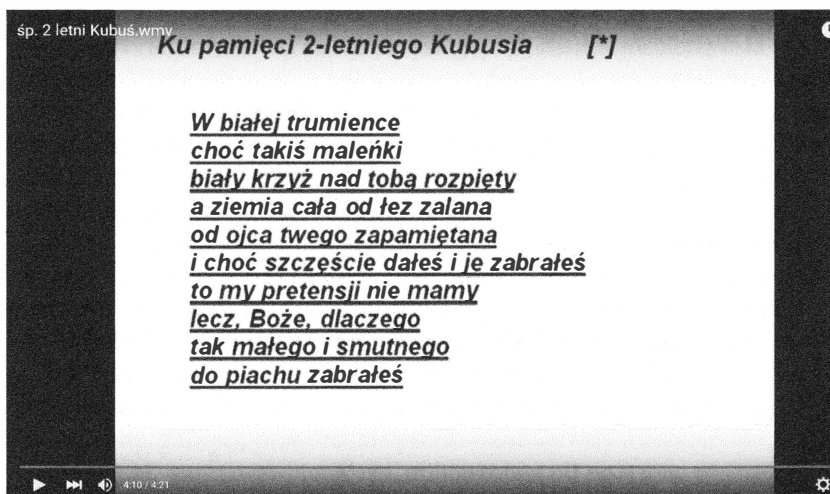 śp. 2 letni Kubuś.wmv
Ku pamięci 2-letniego Kubusia [*]
W białej trumience
choć takiś maleńki
biały krzyż nad tobą rozpięty
a ziemia cała od łez zalana
od ojca twego zapamiętana
i choć szczęście dałeś i je zabrałeś
to my pretensji nie mamy
lecz, Boże, dlaczego
tak małego i smutnego
do piachu zabrałeś
4:10 / 4:21